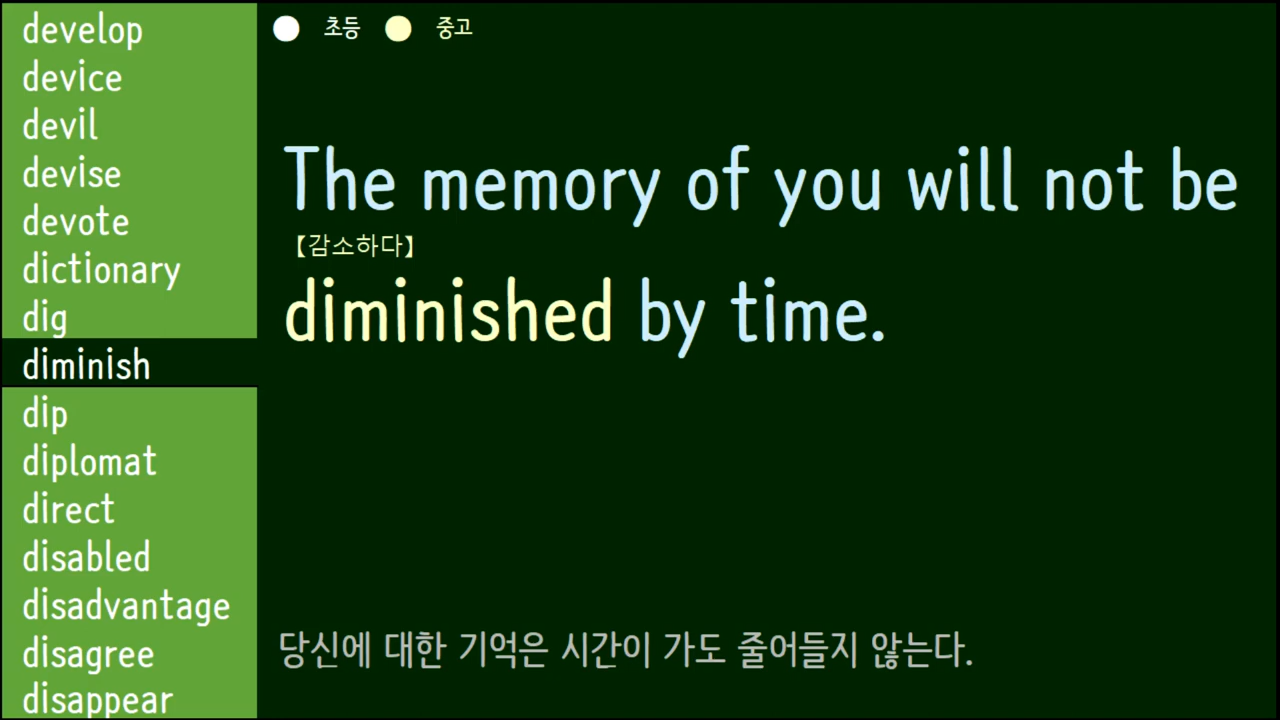 develop
device
devil
devise
devote
dictionary
dig
diminish
dip
diplomat
direct
disabled
disadvantage
disagree
disappear
초등 중고
The memory of you will not be
【감소하다】
diminished by time.
당신에 대한 기억은 시간이 가도 줄어들지 않는다.